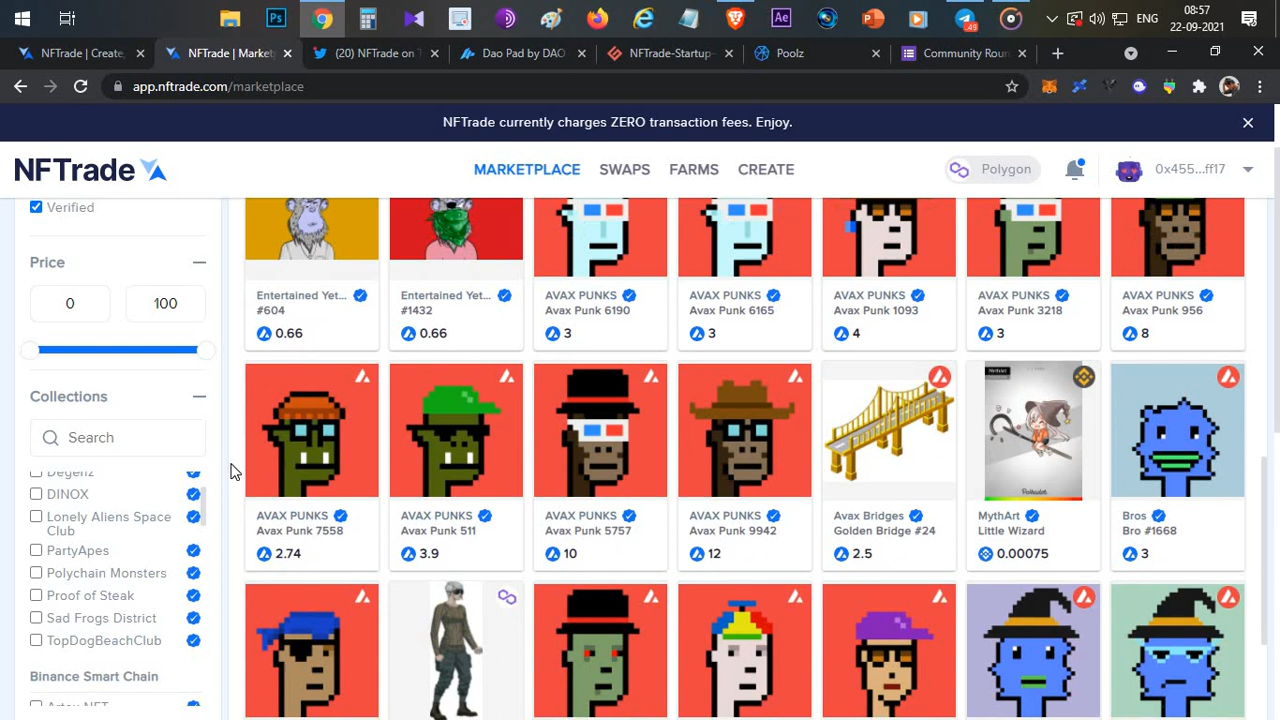 08:57
ENG
22-09-2021
49
NFTrade | Create,
NFTrade | Market
(20) NFTrade on T
Dao Pad by DAO
NFTrade-Startup-
Poolz
Community Roun
app.nftrade.com/marketplace
NFTrade currently charges ZERO transaction fees. Enjoy.
NFTrade
MARKETPLACE
SWAPS
FARMS
CREATE
Polygon
0x455...ff17
Verified
Price
0
100
Collections
Search
Degenz
DINOX
Lonely Aliens Space
Club
PartyApes
Polychain Monsters
Proof of Steak
Sad Frogs District
TopDogBeachClub
Binance Smart Chain
Entertained Yet...
#604
0.66
Entertained Yet...
#1432
0.66
AVAX PUNKS
Avax Punk 6190
3
AVAX PUNKS
Avax Punk 6165
3
AVAX PUNKS
Avax Punk 1093
4
AVAX PUNKS
Avax Punk 3218
3
AVAX PUNKS
Avax Punk 956
8
AVAX PUNKS
Avax Punk 7558
2.74
AVAX PUNKS
Avax Punk 511
3.9
AVAX PUNKS
Avax Punk 5757
10
AVAX PUNKS
Avax Punk 9942
12
Avax Bridges
Golden Bridge #24
2.5
MythArt
Little Wizard
0.00075
Bros
Bro #1668
3